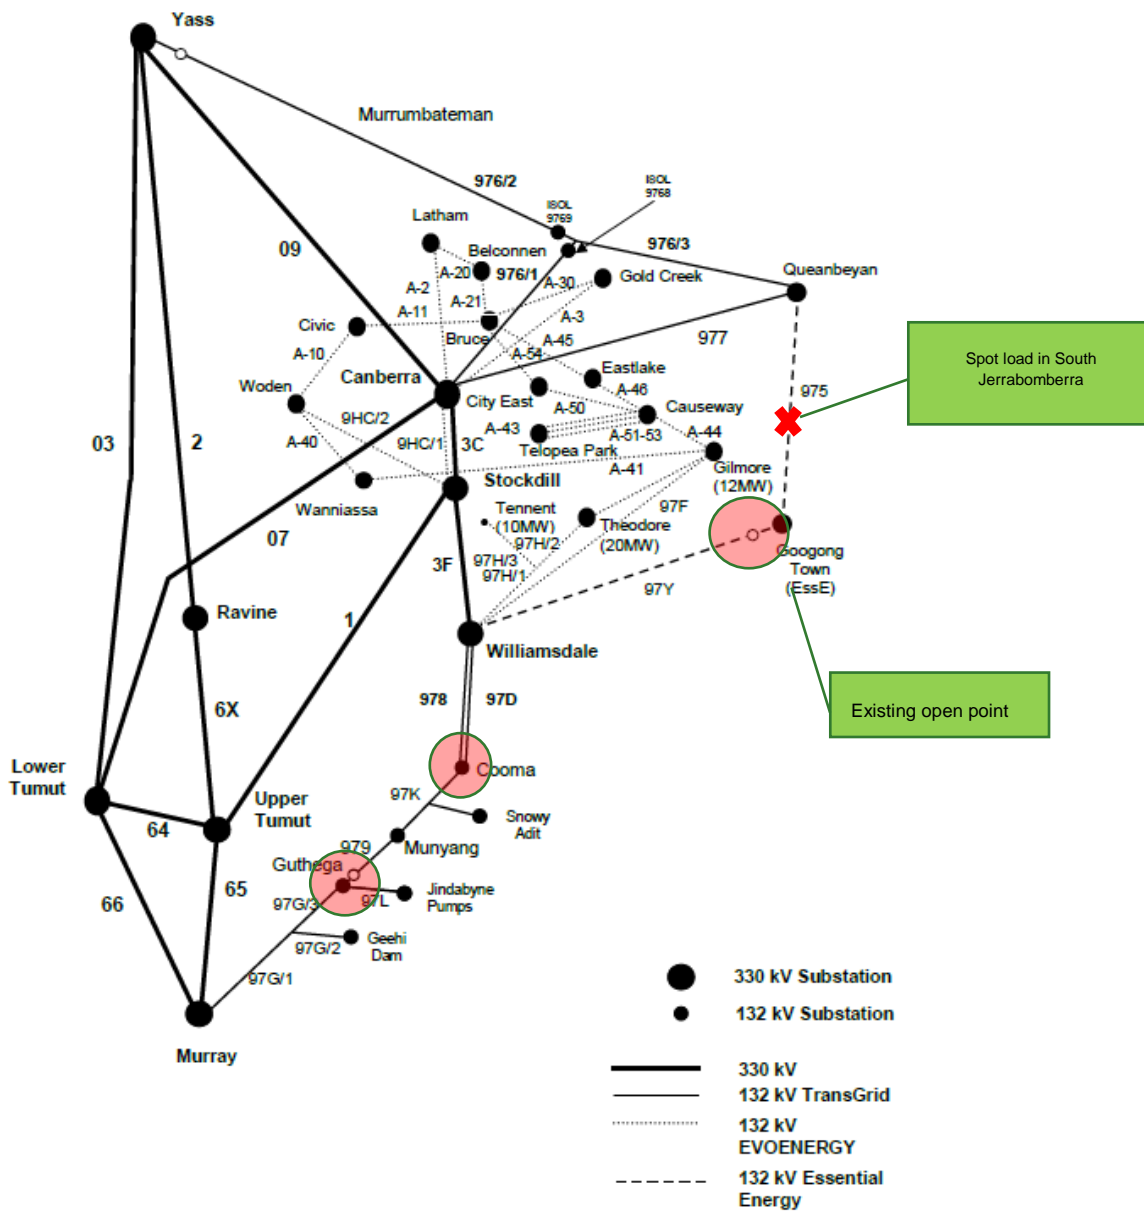 Yass
Murrumbateman
976/2
ISOL
9768
ISOL
9769
Latham
09
Belconnen
976/3
A-20
976/1
Gold Creek
Queanbeyan
A-2
A-30
A-21
A-11
A-3
Civic
Bruce
A-45
977
A-54
A-10
Canberra
Eastlake
Spot load in South
Jerrabomberra
Woden
City East
A-46
975
9HC/2
A-50
Causeway
03
2
A-43
A-40
9HC/1
3C
A-51-53
A-44
Telopea Park
A-41
Gilmore
(12MW)
Stockdill
Wanniassa
Tennent
(10MW)
97F
Theodore
(20MW)
07
97H/2
Googong
Town
(EssE)
3F
97H/3
97H/1
97Y
Ravine
1
Williamsdale
978
97D
Existing open point
6X
Lower
Tumut
Cooma
97K
Upper
Tumut
Snowy
Adit
64
979
Munyang
Guthega
65
97L
Jindabyne
Pumps
66
97G/3
97G/2
Geehi
Dam
97G/1
Murray
330 kV Substation
132 kV Substation
330 kV
132 kV TransGrid
132 kV
EVOENERGY
132 kV Essential
Energy